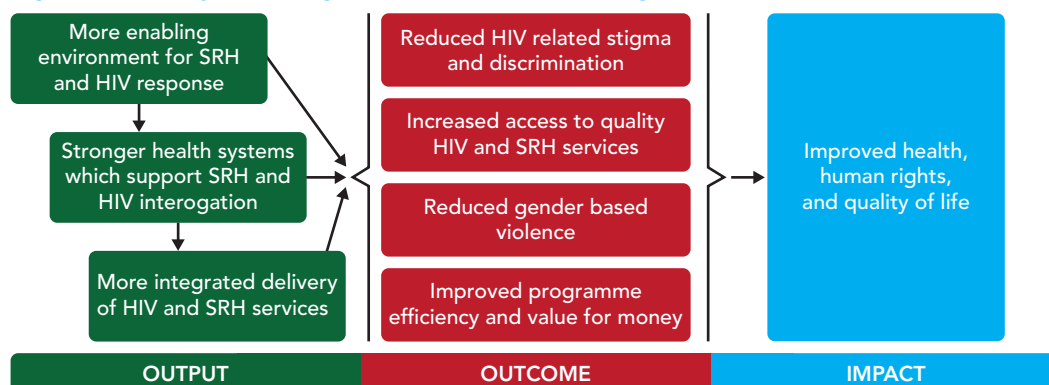 More enabling
environment for SRH
and HIV response
Stronger health systems
which support SRH and
HIV interogation
More integrated delivery
of HIV and SRH services
Reduced HIV related stigma
and discrimination
Increased access to quality
HIV and SRH services
Reduced gender based
violence
Improved programme
efficiency and value for money
Improved health,
human rights,
and quality of life
OUTPUT
OUTCOME
IMPACT